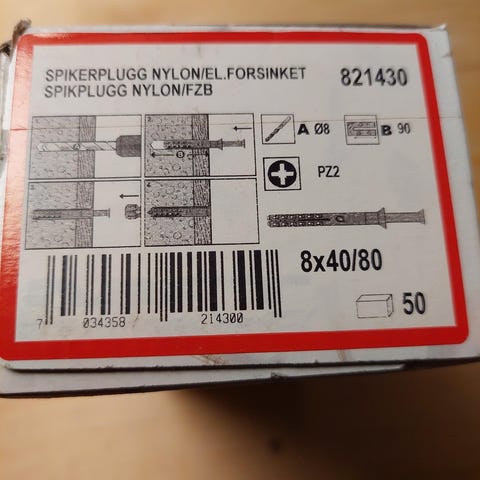 SPIKERPLUGG NYLON/EL.FORSINKET 821430
SPIKPLUGG NYLON/FZB
A Ø8
B 90
PZ2
8x40/80
7 034358 214300
50